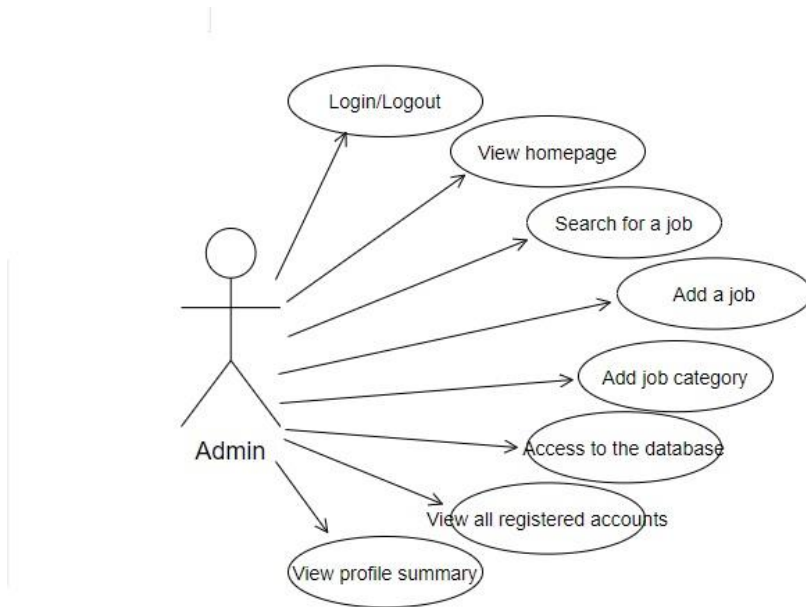 Login/Logout
View homepage
Search for a job
Add a job
Add job category
Admin
Access to the database
View all registered accounts
View profile summary